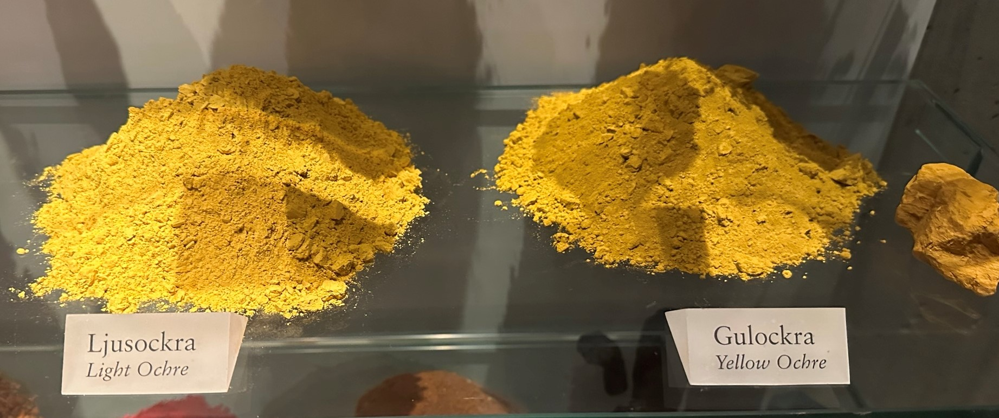 Ljusockra
Light Ochre
Gulockra
Yellow Ochre